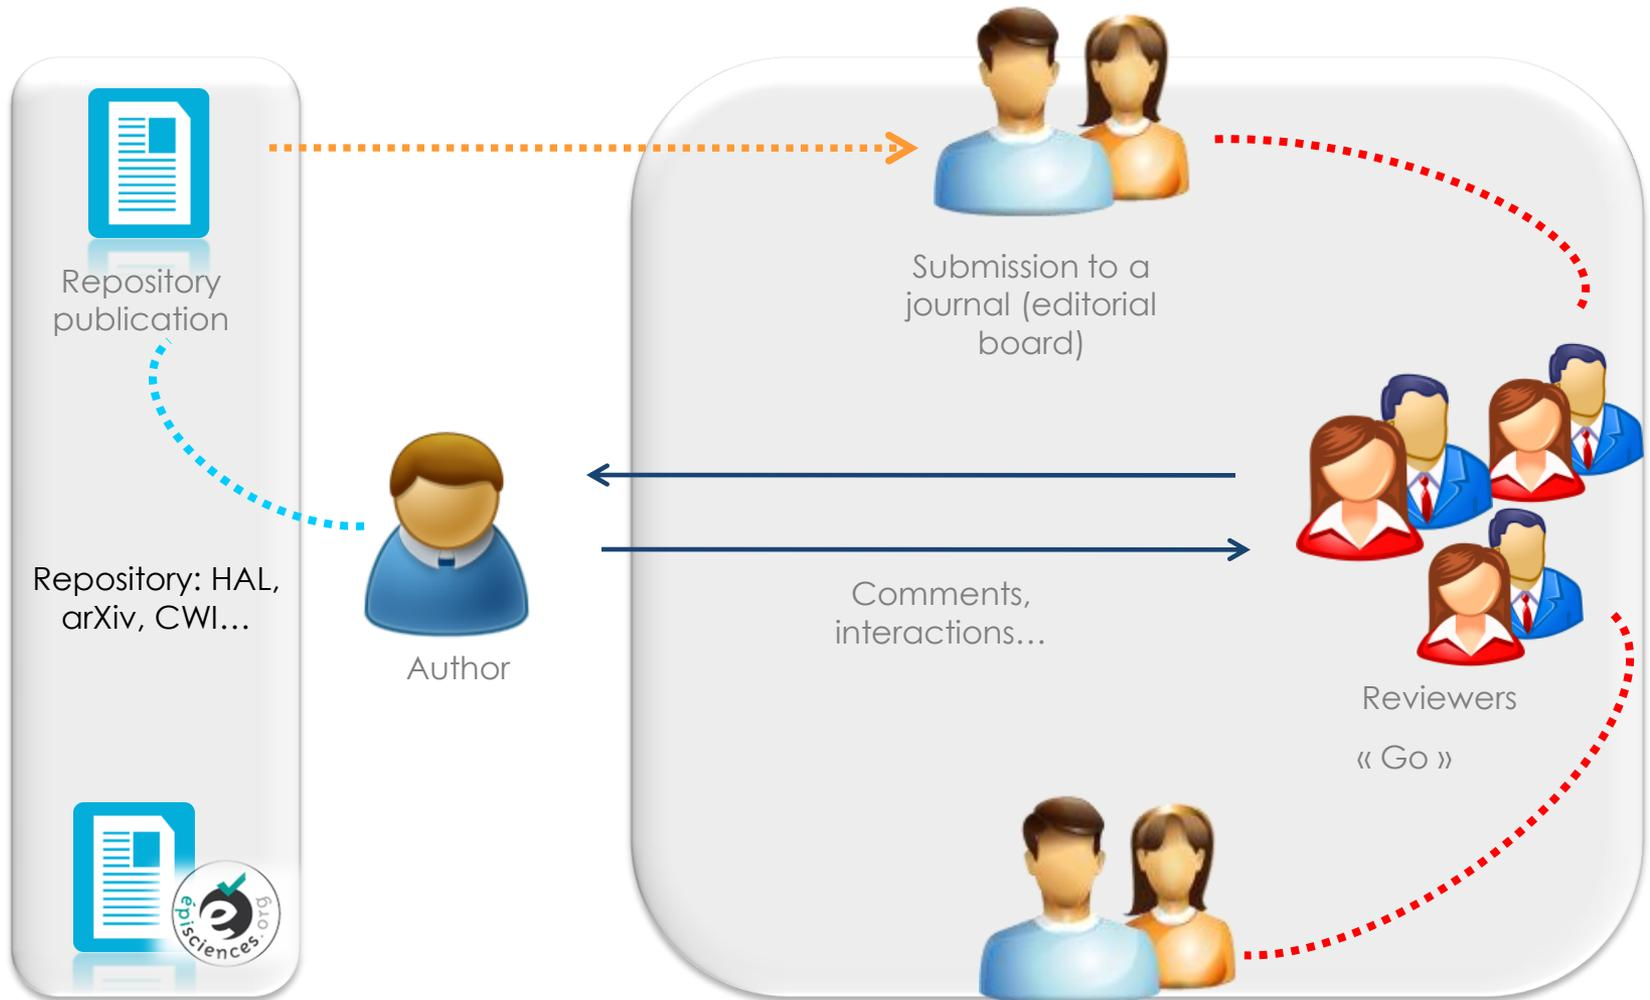 Repository
publication
Submission to a
journal (editorial
board)
Repository: HAL,
arXiv, CWI...
Comments,
interactions...
Author
Reviewers
« Go »
épisciences.org